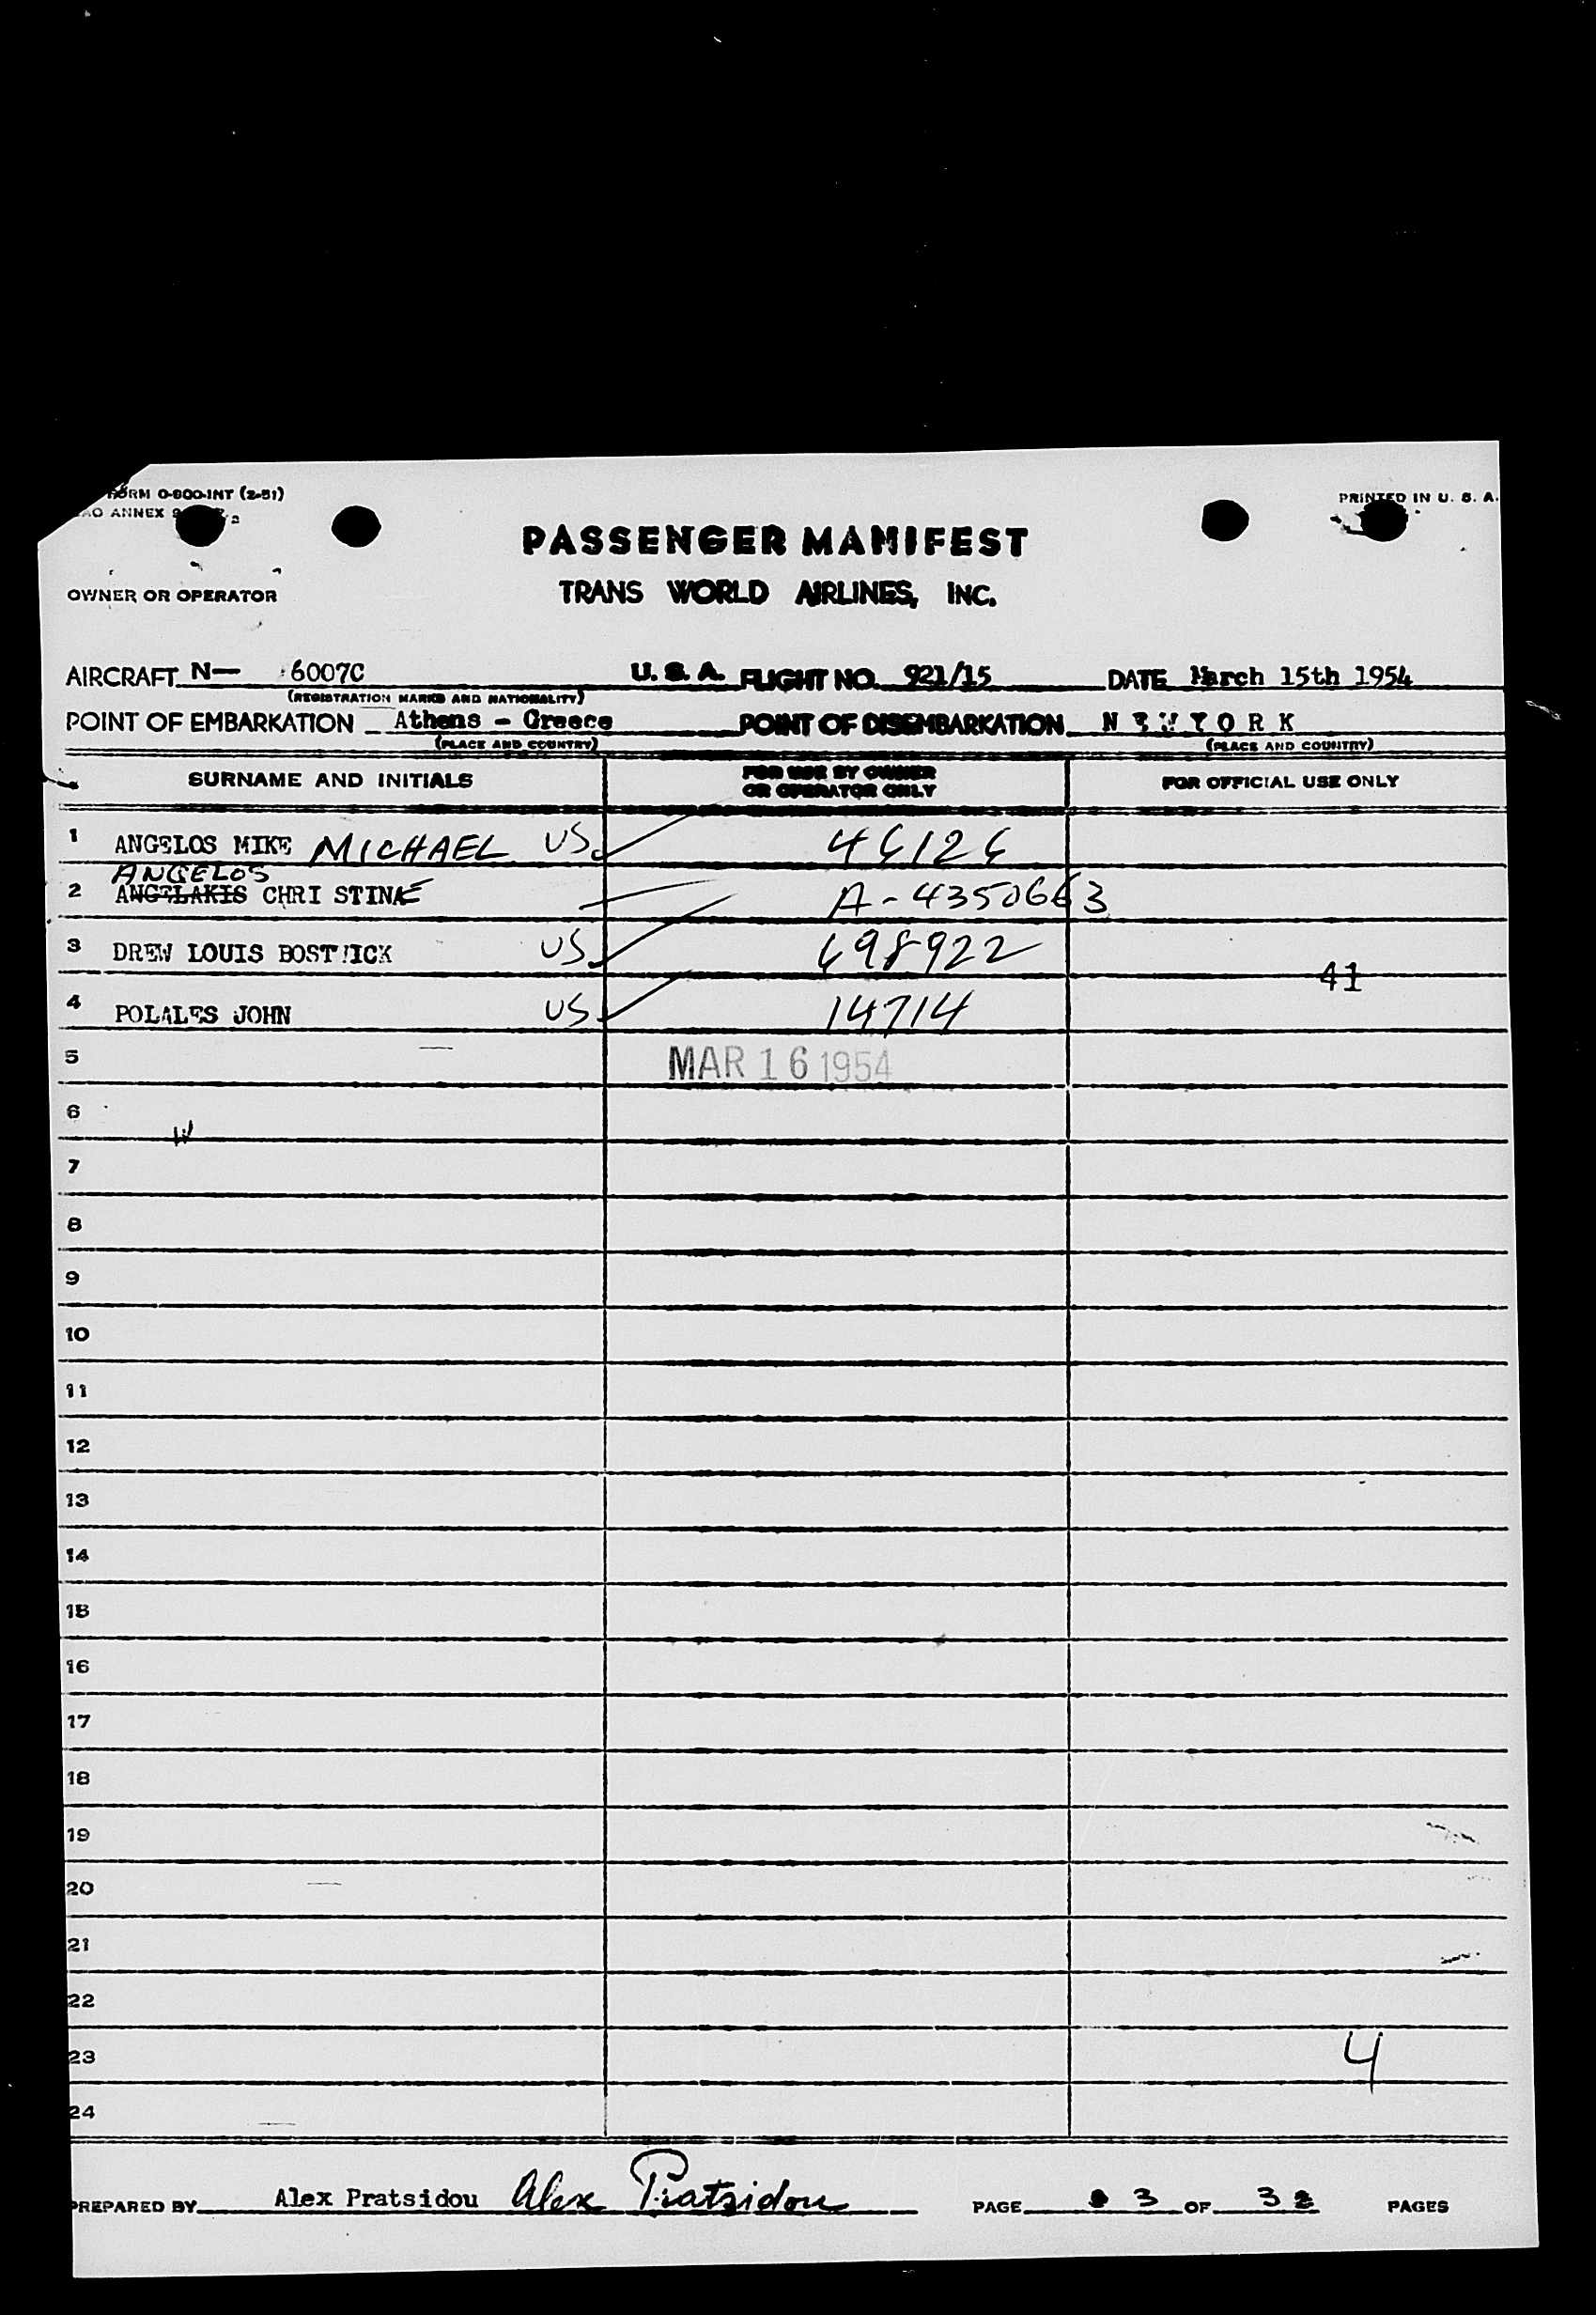 FORM O-800-INT (2-51)
PRINTED IN U. S. A.
ANNEX 9
PASSENGER MANIFEST
OWNER OR OPERATOR TRANS WORLD AIRLINES, INC.
AIRCRAFT N— 6007C U. S. A. FLIGHT NO. 921/15 DATE March 15th 1954
(REGISTRATION MARKS AND NATIONALITY)
POINT OF EMBARKATION Athens - Greece POINT OF DISEMBARKATION N E W Y O R K
(PLACE AND COUNTRY) (PLACE AND COUNTRY)
SURNAME AND INITIALS FOR USE BY OWNER OR OPERATOR ONLY FOR OFFICIAL USE ONLY
1 ANGELOS MIKE MICHAEL US 46126
ANGELOS
2 ANGELAKIS CHRI STINAE A-4350663
3 DREW LOUIS BOSTWICK US 698922
41
4 POLALES JOHN US 14714
5 MAR 16 1954
6
7
8
9
10
11
12
13
14
15
16
17
18
19
20
21
22
23 4
24
PREPARED BY Alex Pratsidou Alex Pratsidou PAGE 3 OF 3 PAGES